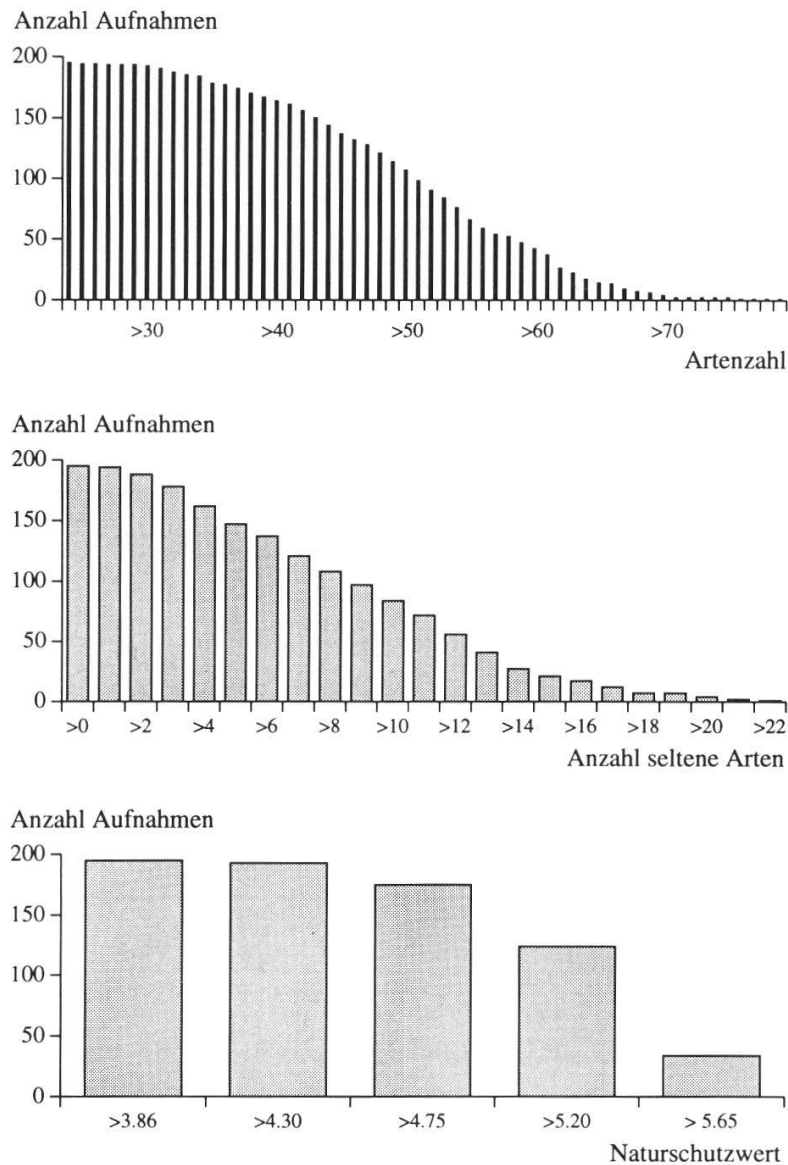 Anzahl Aufnahmen
200
150
100
50
0
>30 >40 >50 >60 >70
Artenzahl
Anzahl Aufnahmen
200
150
100
50
0
>0 >2 >4 >6 >8 >10 >12 >14 >16 >18 >20 >22
Anzahl seltene Arten
Anzahl Aufnahmen
200
150
100
50
0
>3.86 >4.30 >4.75 >5.20 > 5.65
Naturschutzwert